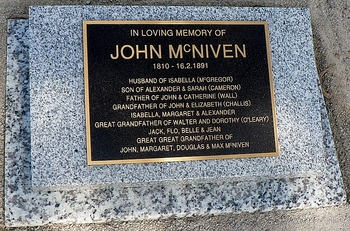 IN LOVING MEMORY OF
JOHN McNIVEN
1810 - 16.2.1891
HUSBAND OF ISABELLA (McGREGOR)
SON OF ALEXANDER & SARAH (CAMERON)
FATHER OF JOHN & CATHERINE (WALL)
GRANDFATHER OF JOHN & ELIZABETH (CHALLIS)
ISABELLA, MARGARET & ALEXANDER
GREAT GRANDFATHER OF WALTER AND DOROTHY (O'LEARY)
JACK, FLO, BELLE & JEAN
GREAT GREAT GRANDFATHER OF
JOHN, MARGARET, DOUGLAS & MAX McNIVEN